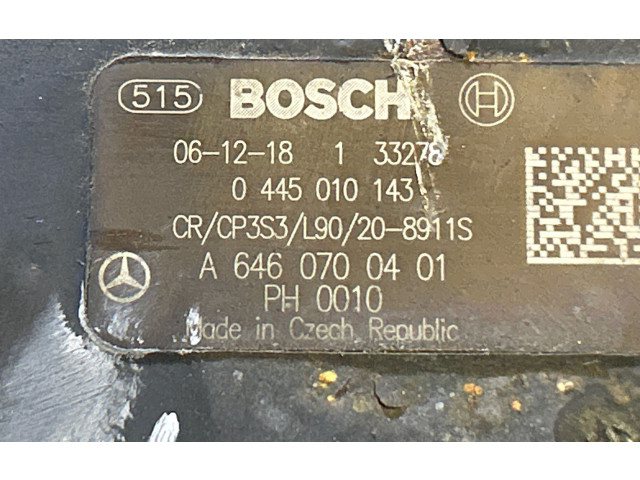 515 BOSCH
06-12-18 1 33278
0 445 010 143
CR/CP3S3/L90/20-8911S
A 646 070 04 01
PH 0010
Made in Czech Republic